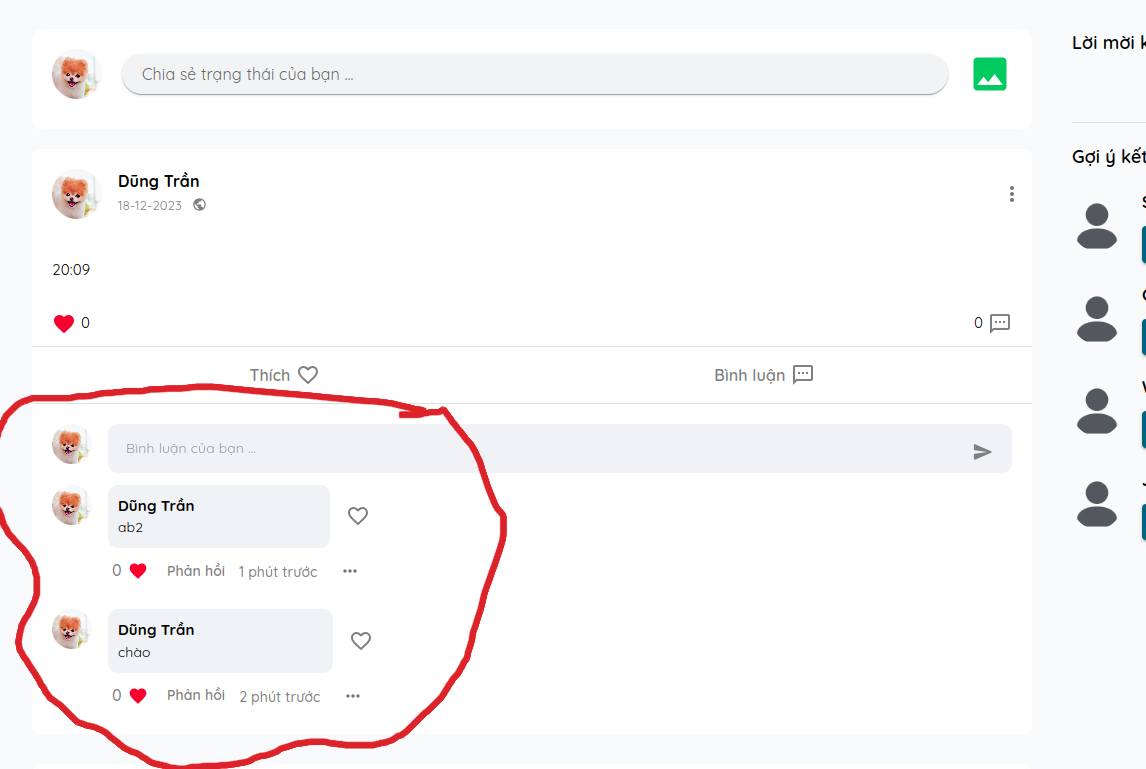 Chia sẻ trạng thái của bạn ...
Lời mời k
Dũng Trần
18-12-2023
20:09
0
0
Thích
Bình luận
Gợi ý kết
Bình luận của bạn ...
Dũng Trần
ab2
0 Phản hồi 1 phút trước
Dũng Trần
chào
0 Phản hồi 2 phút trước